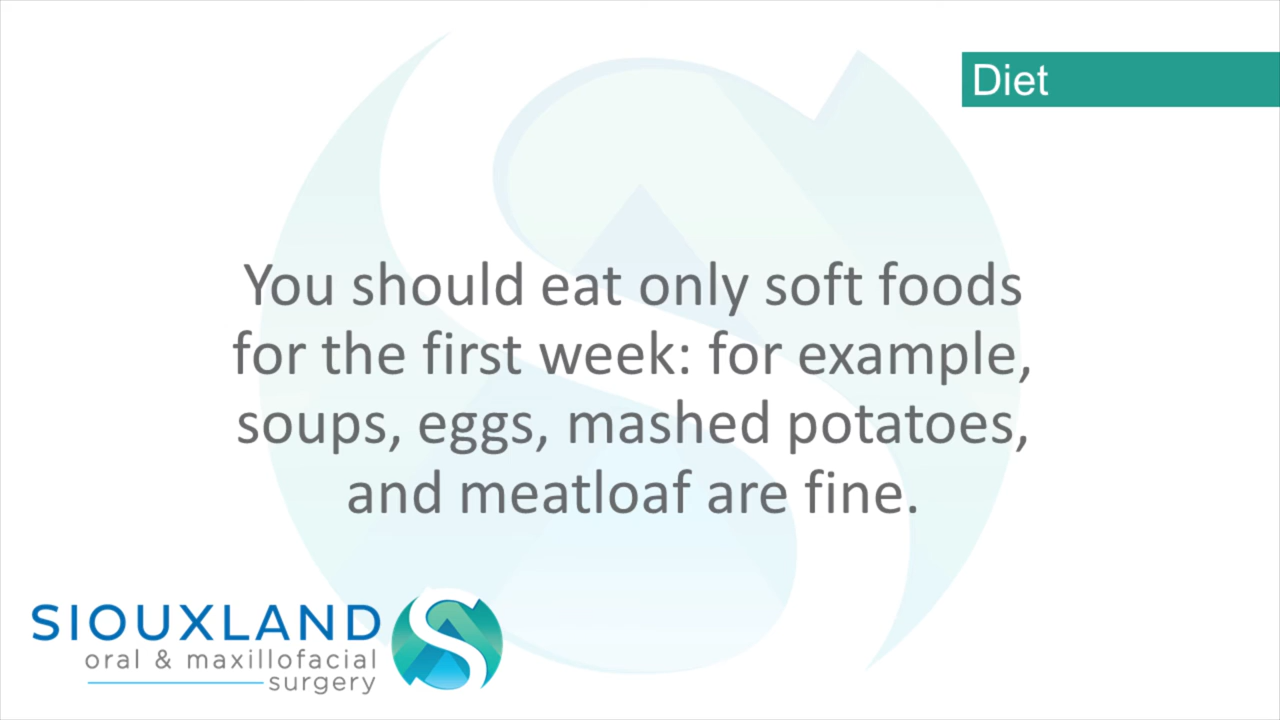 Diet
You should eat only soft foods
for the first week: for example,
soups, eggs, mashed potatoes,
and meatloaf are fine.
SIOUXLAND
oral & maxillofacial
surgery